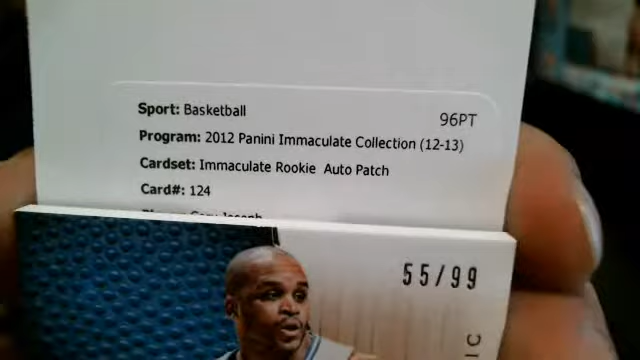 Sport: Basketball
96PT
Program: 2012 Panini Immaculate Collection (12-13)
Cardset: Immaculate Rookie Auto Patch
Card#: 124
55/99
IC